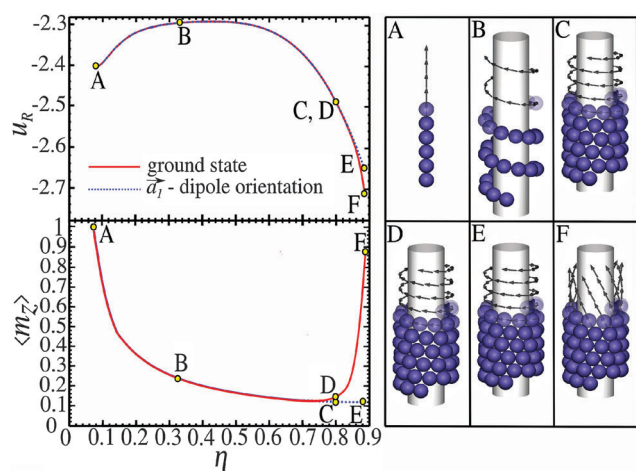 -2.3
-2.4
-2.5
-2.6
-2.7
u_R
A
B
C, D
E
F
ground state
a⃗₁ - dipole orientation
1
0.9
0.8
0.7
0.6
0.5
0.4
0.3
0.2
0.1
0
⟨m_Z⟩
A
B
D
C
E
F
0 0.1 0.2 0.3 0.4 0.5 0.6 0.7 0.8 0.9
η
A B C
D E F